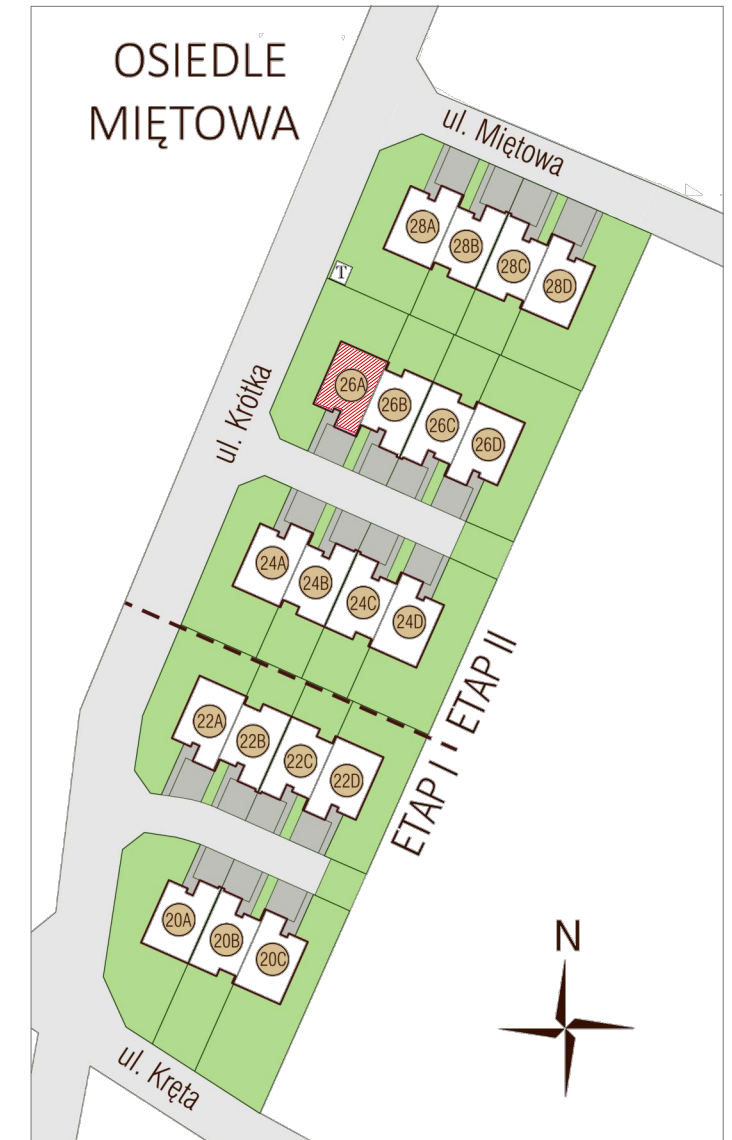 OSIEDLE
MIĘTOWA
ul. Miętowa
28A
28B
28C
28D
T
ul. Krótka
26A
26B
26C
26D
24A
24B
24C
24D
ETAP I ETAP II
22A
22B
22C
22D
20A
20B
20C
N
ul. Kręta